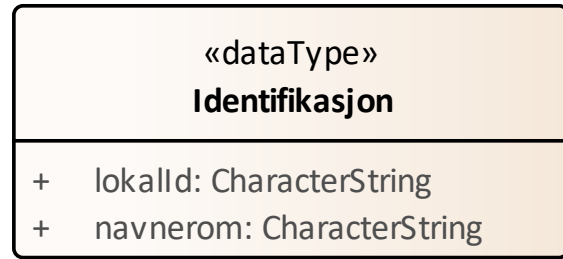 «dataType»
Identifikasjon
+ lokalId: CharacterString
+ navnerom: CharacterString